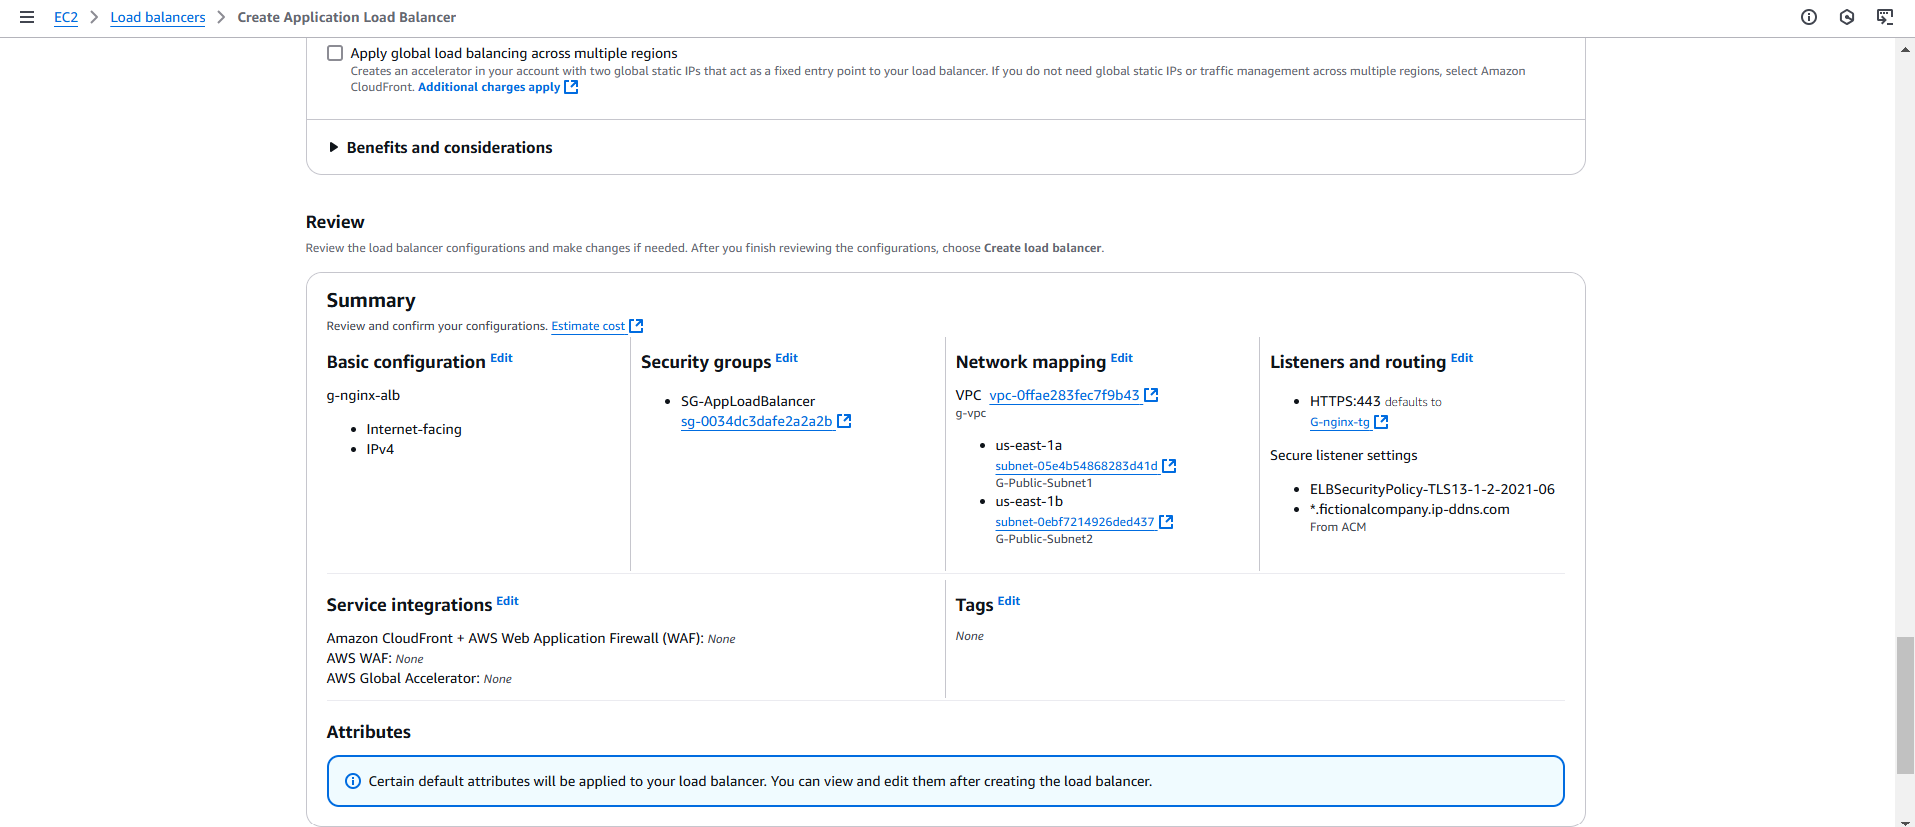 EC2 > Load balancers > Create Application Load Balancer
Apply global load balancing across multiple regions
Creates an accelerator in your account with two global static IPs that act as a fixed entry point to your load balancer. If you do not need global static IPs or traffic management across multiple regions, select Amazon
CloudFront. Additional charges apply
Benefits and considerations
Review
Review the load balancer configurations and make changes if needed. After you finish reviewing the configurations, choose Create load balancer.
Summary
Review and confirm your configurations. Estimate cost
Basic configuration Edit
g-nginx-alb
• Internet-facing
• IPv4
Security groups Edit
• SG-AppLoadBalancer
sg-0034dc3dafe2a2a2b
Network mapping Edit
VPC vpc-0ffae283fec7f9b43
g-vpc
• us-east-1a
subnet-05e4b54868283d41d
G-Public-Subnet1
• us-east-1b
subnet-0ebf7214926ded437
G-Public-Subnet2
Listeners and routing Edit
• HTTPS:443 defaults to
G-nginx-tg
Secure listener settings
• ELBSecurityPolicy-TLS13-1-2-2021-06
• *.fictionalcompany.ip-ddns.com
From ACM
Service integrations Edit
Amazon CloudFront + AWS Web Application Firewall (WAF): None
AWS WAF: None
AWS Global Accelerator: None
Tags Edit
None
Attributes
Certain default attributes will be applied to your load balancer. You can view and edit them after creating the load balancer.